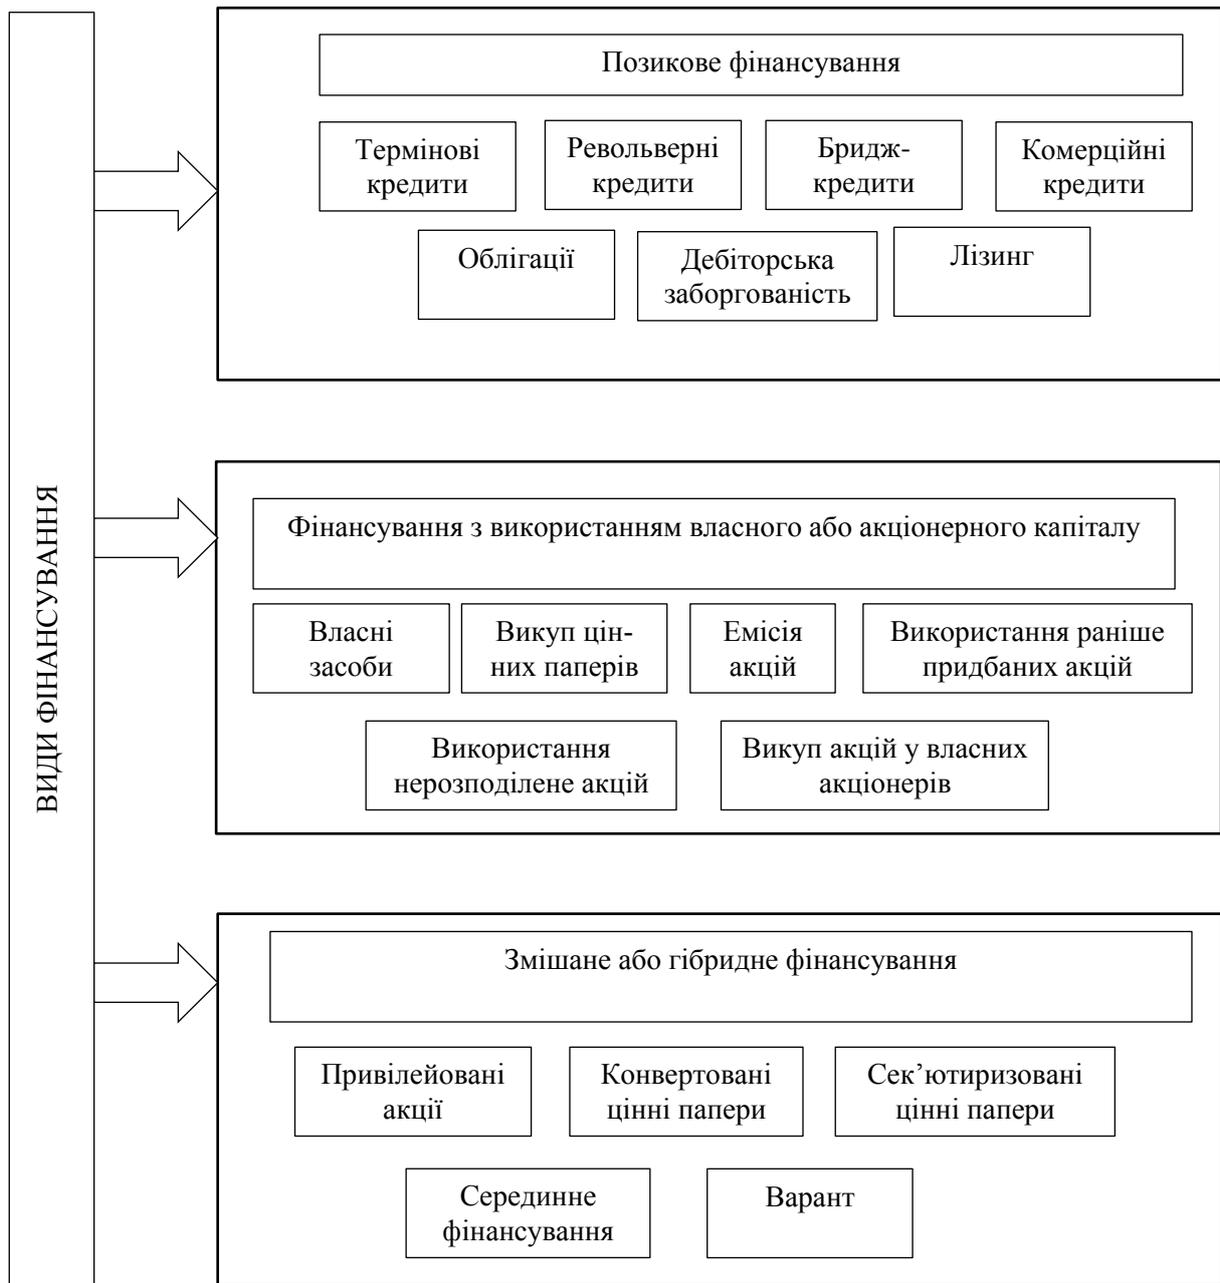 ВИДИ ФІНАНСУВАННЯ
Позикове фінансування
Термінові
кредити
Револьверні
кредити
Бридж-
кредити
Комерційні
кредити
Облігації
Дебіторська
заборгованість
Лізинг
Фінансування з використанням власного або акціонерного капіталу
Власні
засоби
Викуп цін-
них паперів
Емісія
акцій
Використання раніше
придбаних акцій
Використання
нерозподілене акцій
Викуп акцій у власних
акціонерів
Змішане або гібридне фінансування
Привілейовані
акції
Конвертовані
цінні папери
Сек’ютиризовані
цінні папери
Серединне
фінансування
Варант